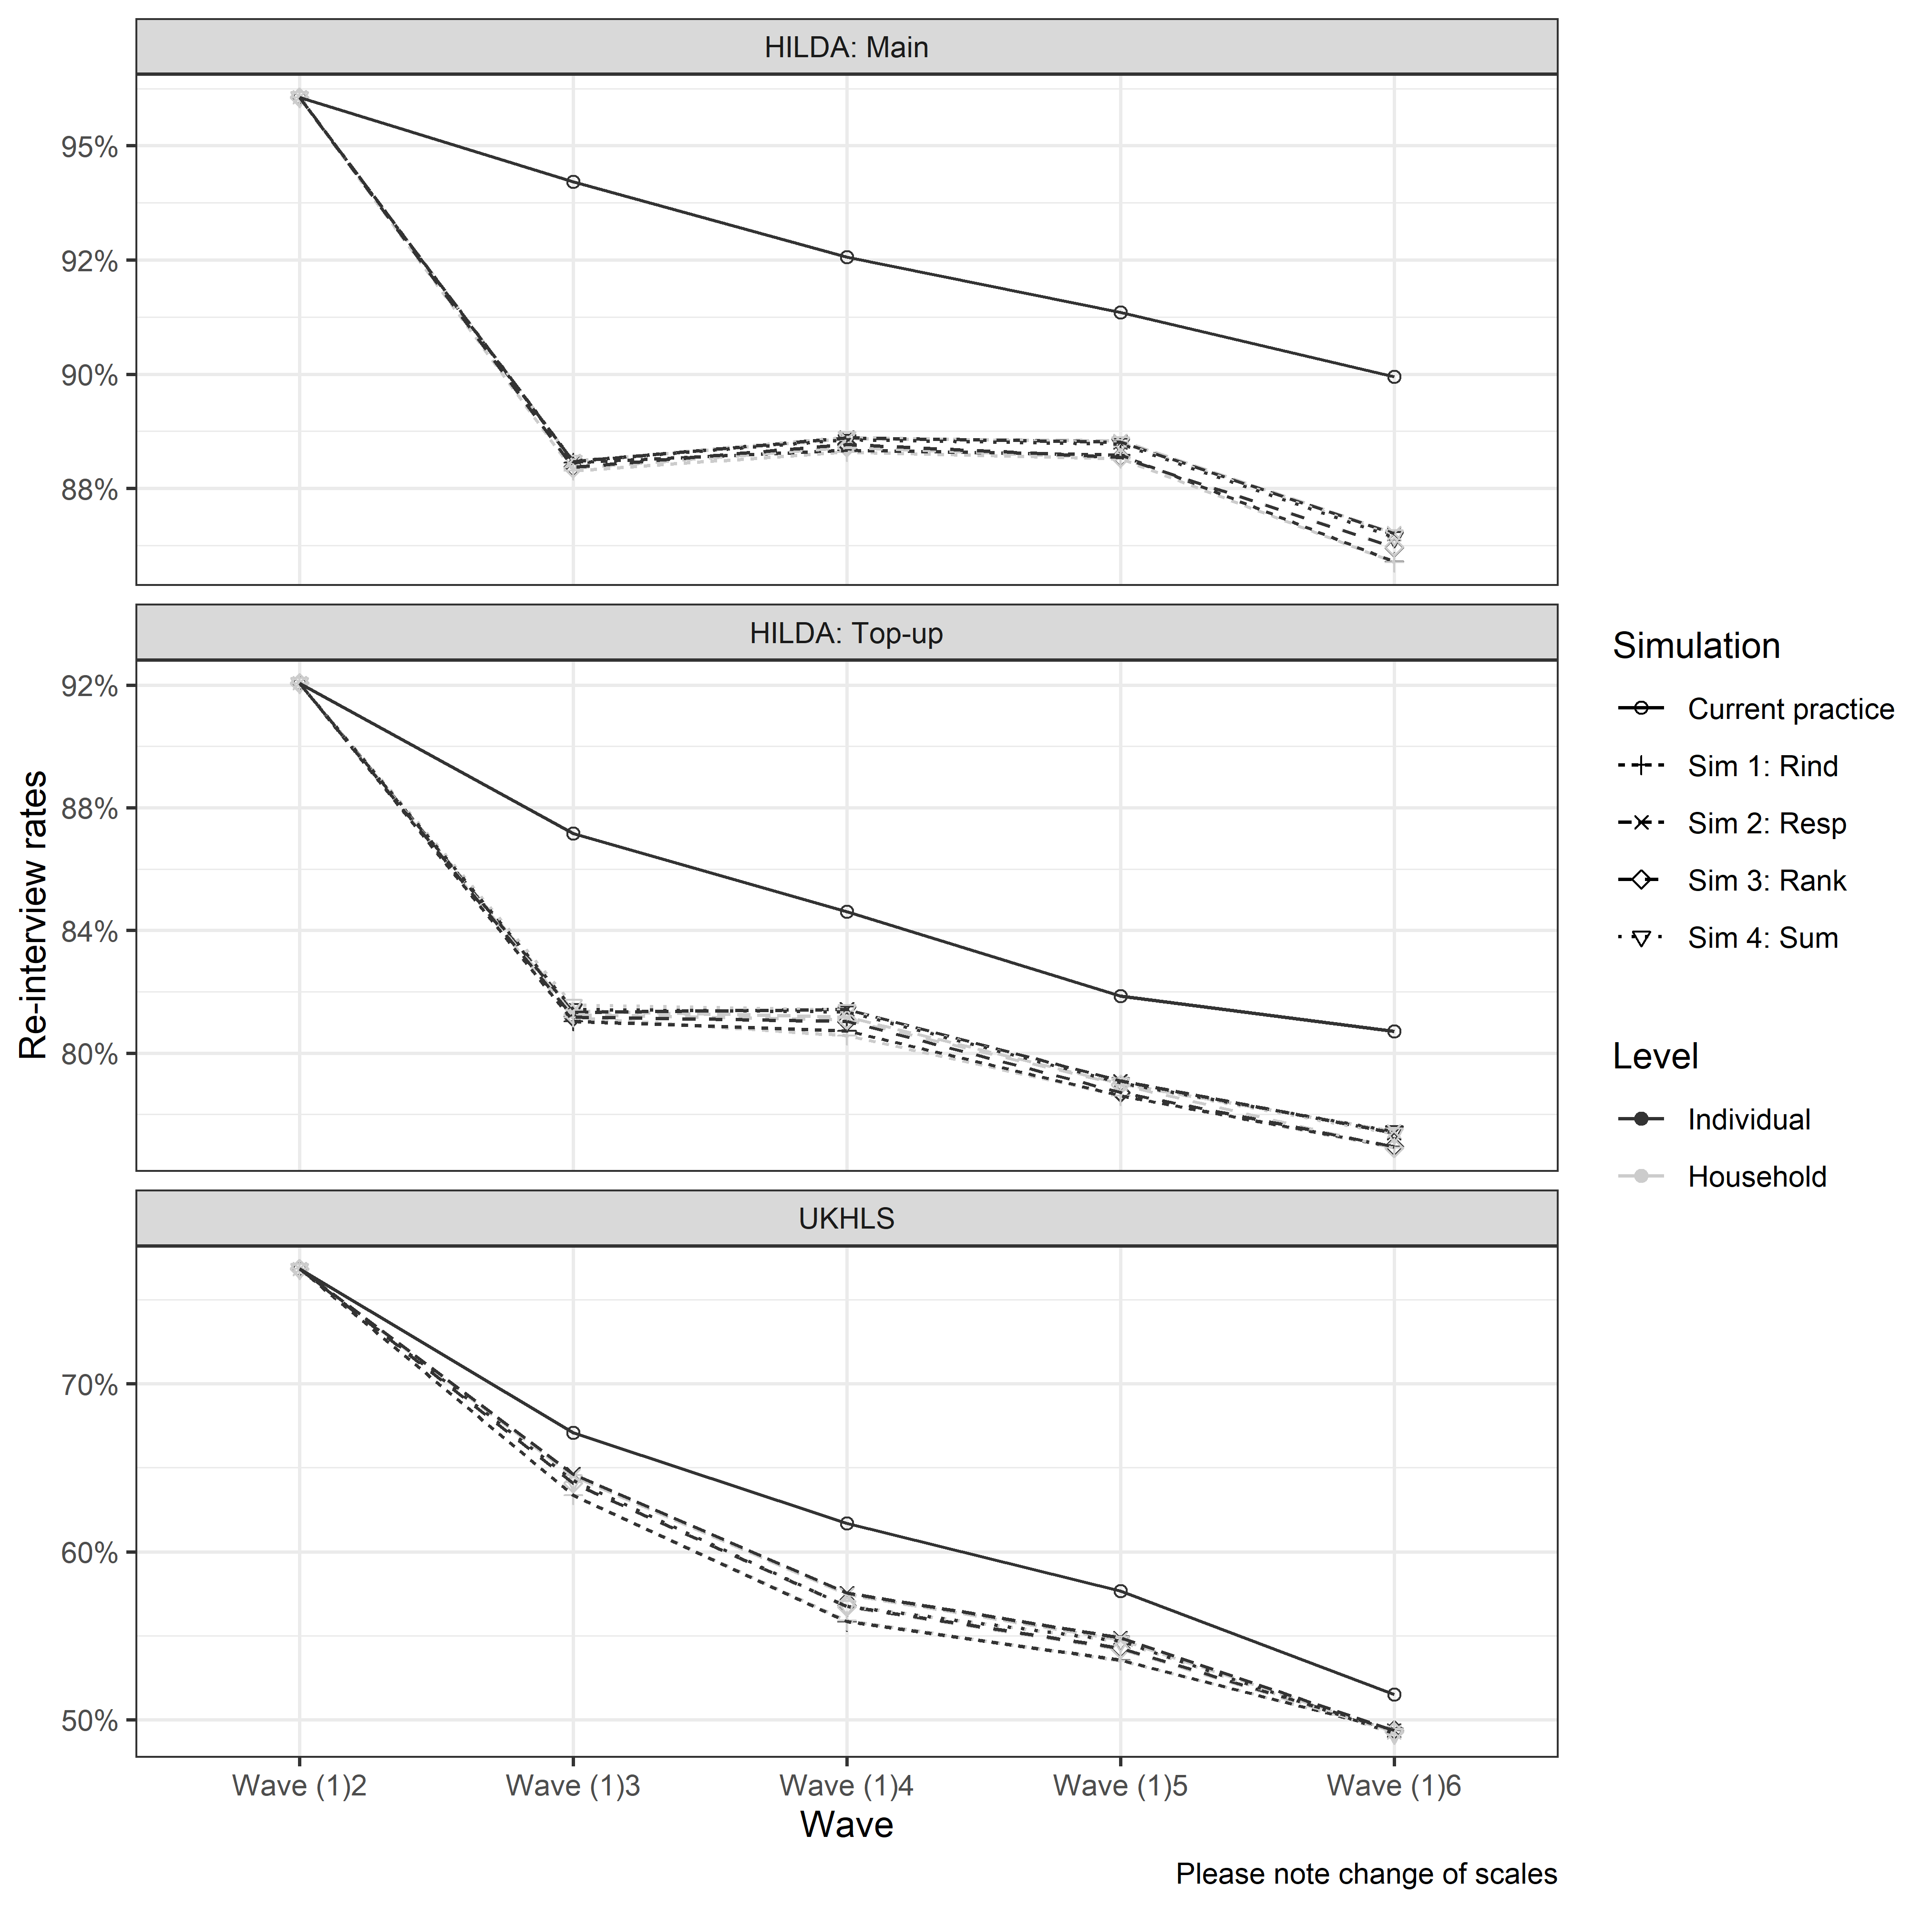 HILDA: Main
95%
92%
90%
88%
HILDA: Top-up
92%
88%
84%
80%
UKHLS
70%
60%
50%
Re-interview rates
Wave (1)2
Wave (1)3
Wave (1)4
Wave (1)5
Wave (1)6
Wave
Please note change of scales
Simulation
Current practice
Sim 1: Rind
Sim 2: Resp
Sim 3: Rank
Sim 4: Sum
Level
Individual
Household